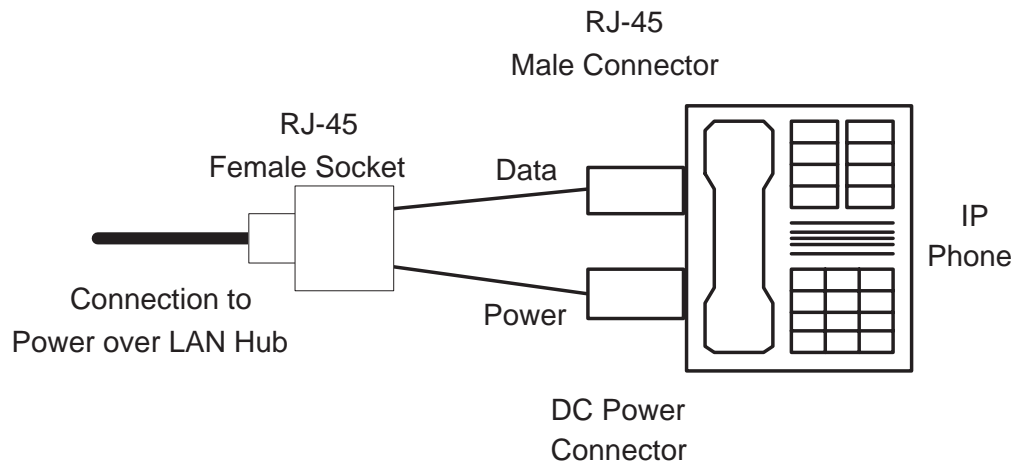 RJ-45
Male Connector
RJ-45
Female Socket
Data
IP
Phone
Connection to
Power over LAN Hub
Power
DC Power
Connector